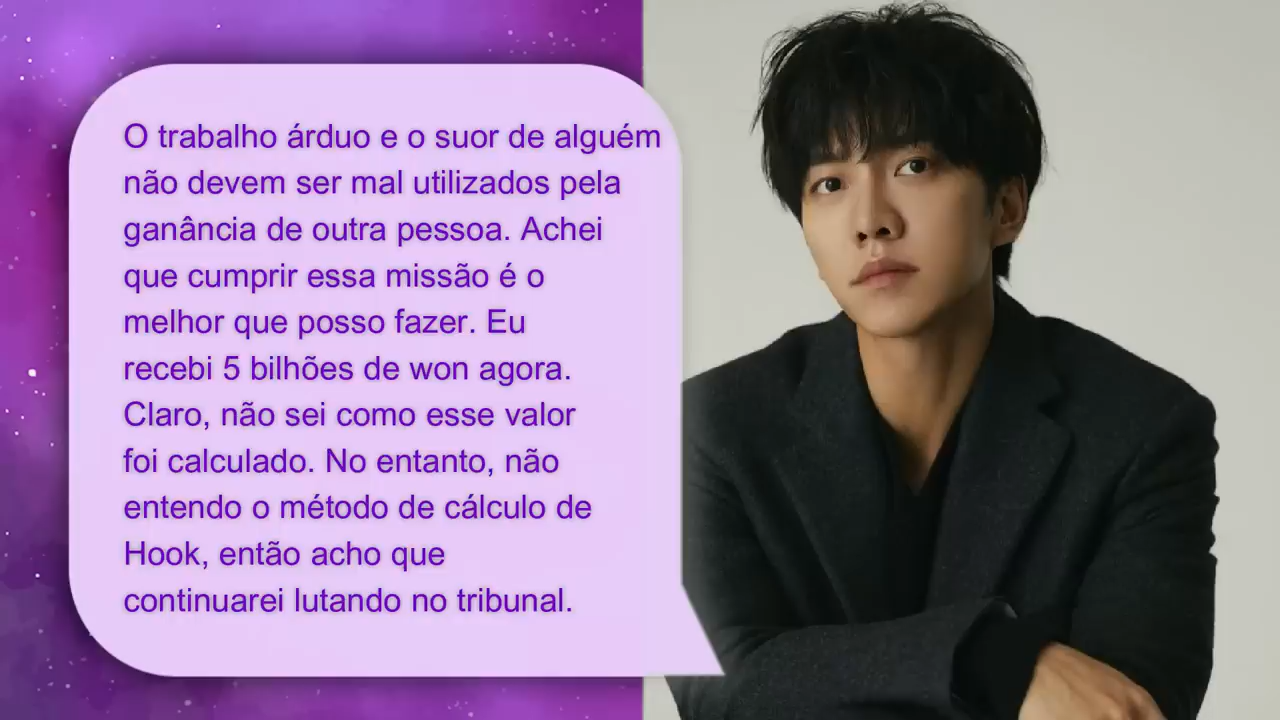 O trabalho árduo e o suor de alguém
não devem ser mal utilizados pela
ganância de outra pessoa. Achei
que cumprir essa missão é o
melhor que posso fazer. Eu
recebi 5 bilhões de won agora.
Claro, não sei como esse valor
foi calculado. No entanto, não
entendo o método de cálculo de
Hook, então acho que
continuarei lutando no tribunal.